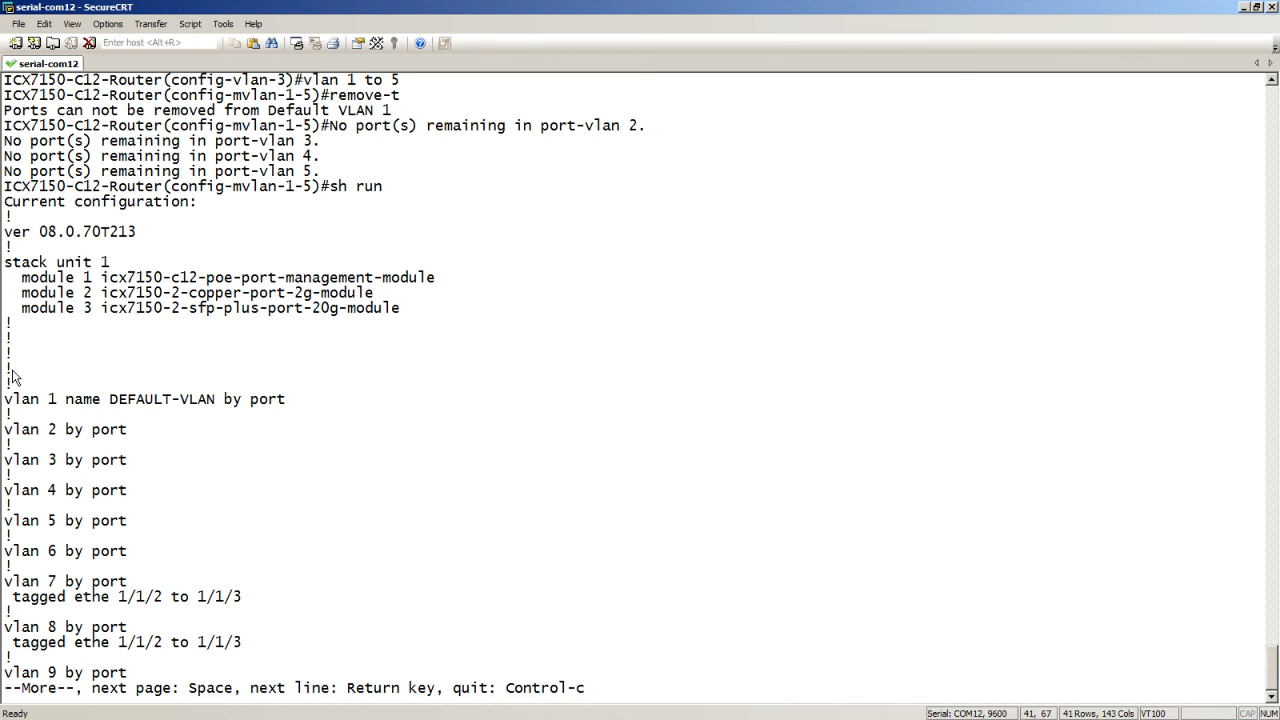 serial-com12 - SecureCRT
File Edit View Options Transfer Script Tools Help
Enter host <Alt+R>
serial-com12
ICX7150-C12-Router(config-vlan-3)#vlan 1 to 5
ICX7150-C12-Router(config-mvlan-1-5)#remove-t
Ports can not be removed from Default VLAN 1
ICX7150-C12-Router(config-mvlan-1-5)#No port(s) remaining in port-vlan 2.
No port(s) remaining in port-vlan 3.
No port(s) remaining in port-vlan 4.
No port(s) remaining in port-vlan 5.
ICX7150-C12-Router(config-mvlan-1-5)#sh run
Current configuration:
!
ver 08.0.70T213
!
stack unit 1
  module 1 icx7150-c12-poe-port-management-module
  module 2 icx7150-2-copper-port-2g-module
  module 3 icx7150-2-sfp-plus-port-20g-module
!
!
!
!
!
vlan 1 name DEFAULT-VLAN by port
!
vlan 2 by port
!
vlan 3 by port
!
vlan 4 by port
!
vlan 5 by port
!
vlan 6 by port
!
vlan 7 by port
 tagged ethe 1/1/2 to 1/1/3
!
vlan 8 by port
 tagged ethe 1/1/2 to 1/1/3
!
vlan 9 by port
--More--, next page: Space, next line: Return key, quit: Control-c
Ready Serial: COM12, 9600 41, 67 41 Rows, 143 Cols VT100 CAP NUM